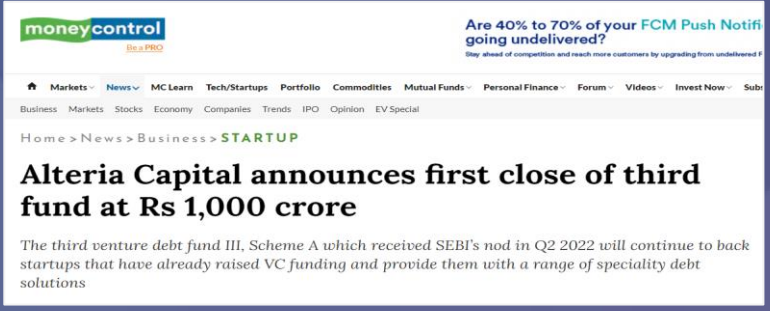 moneycontrol
Be a PRO
Are 40% to 70% of your FCM Push Notifi
going undelivered?
Stay ahead of competition and reach more customers by upgrading from undelivered F
Markets News MC Learn Tech/Startups Portfolio Commodities Mutual Funds Personal Finance Forum Videos Invest Now Subs
Business Markets Stocks Economy Companies Trends IPO Opinion EV Special
Home > News > Business > STARTUP
Alteria Capital announces first close of third
fund at Rs 1,000 crore
The third venture debt fund III, Scheme A which received SEBI's nod in Q2 2022 will continue to back
startups that have already raised VC funding and provide them with a range of speciality debt
solutions